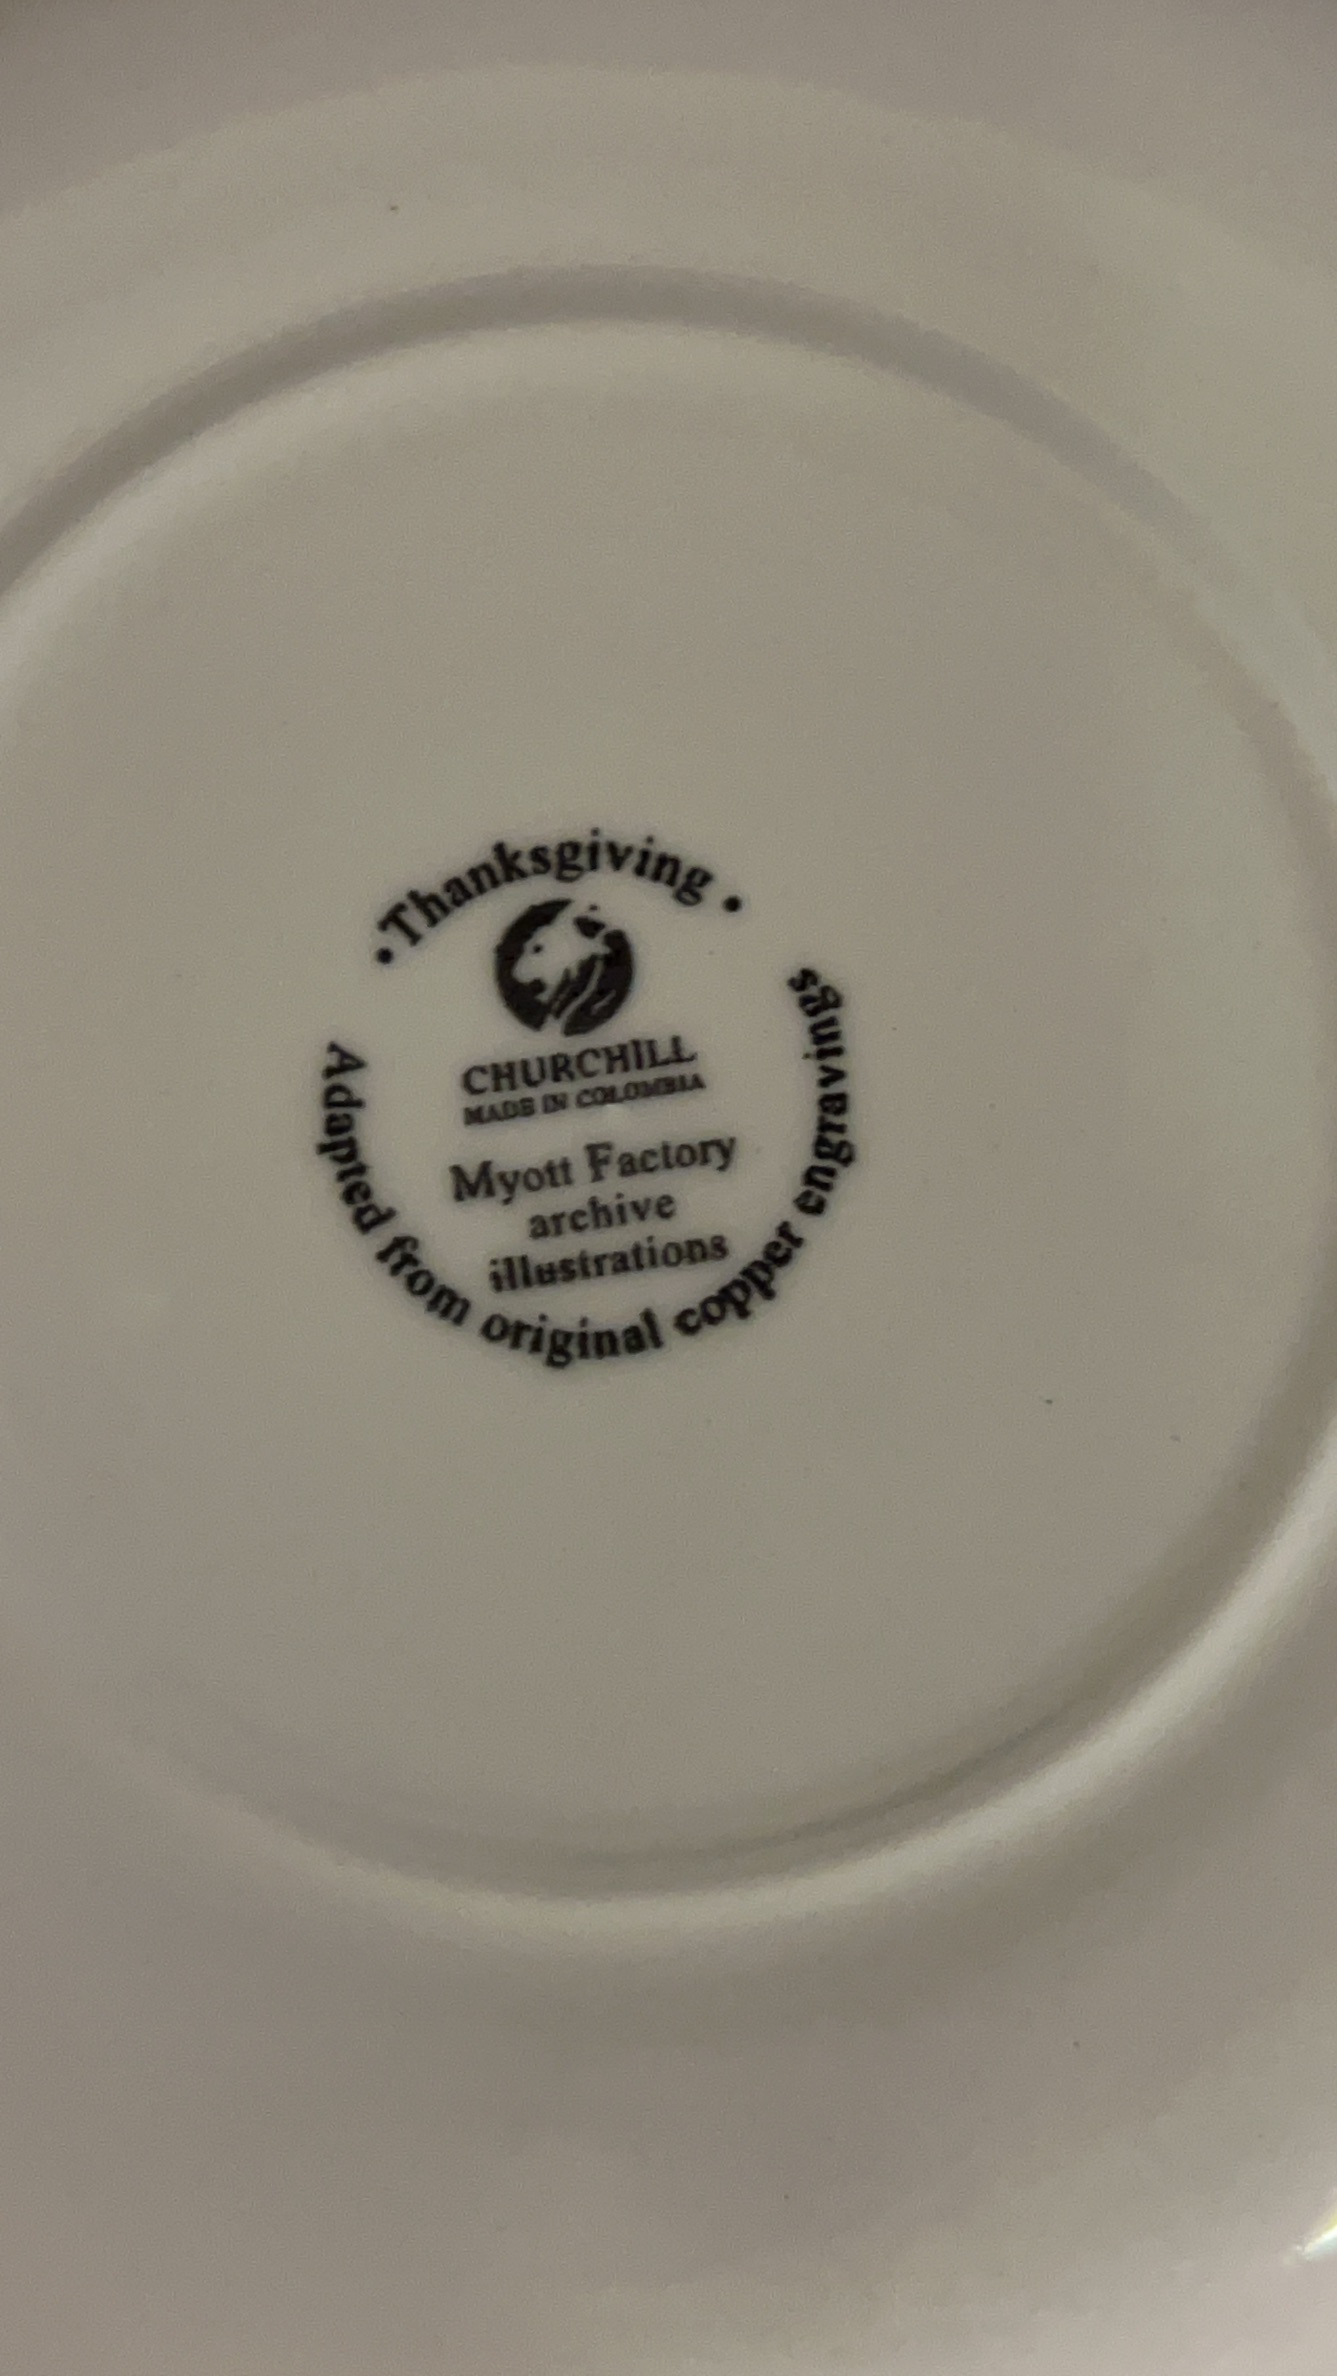 • Thanksgiving •
CHURCHILL
MADE IN COLOMBIA
Myott Factory
archive
illustrations
Adapted from original copper engravings